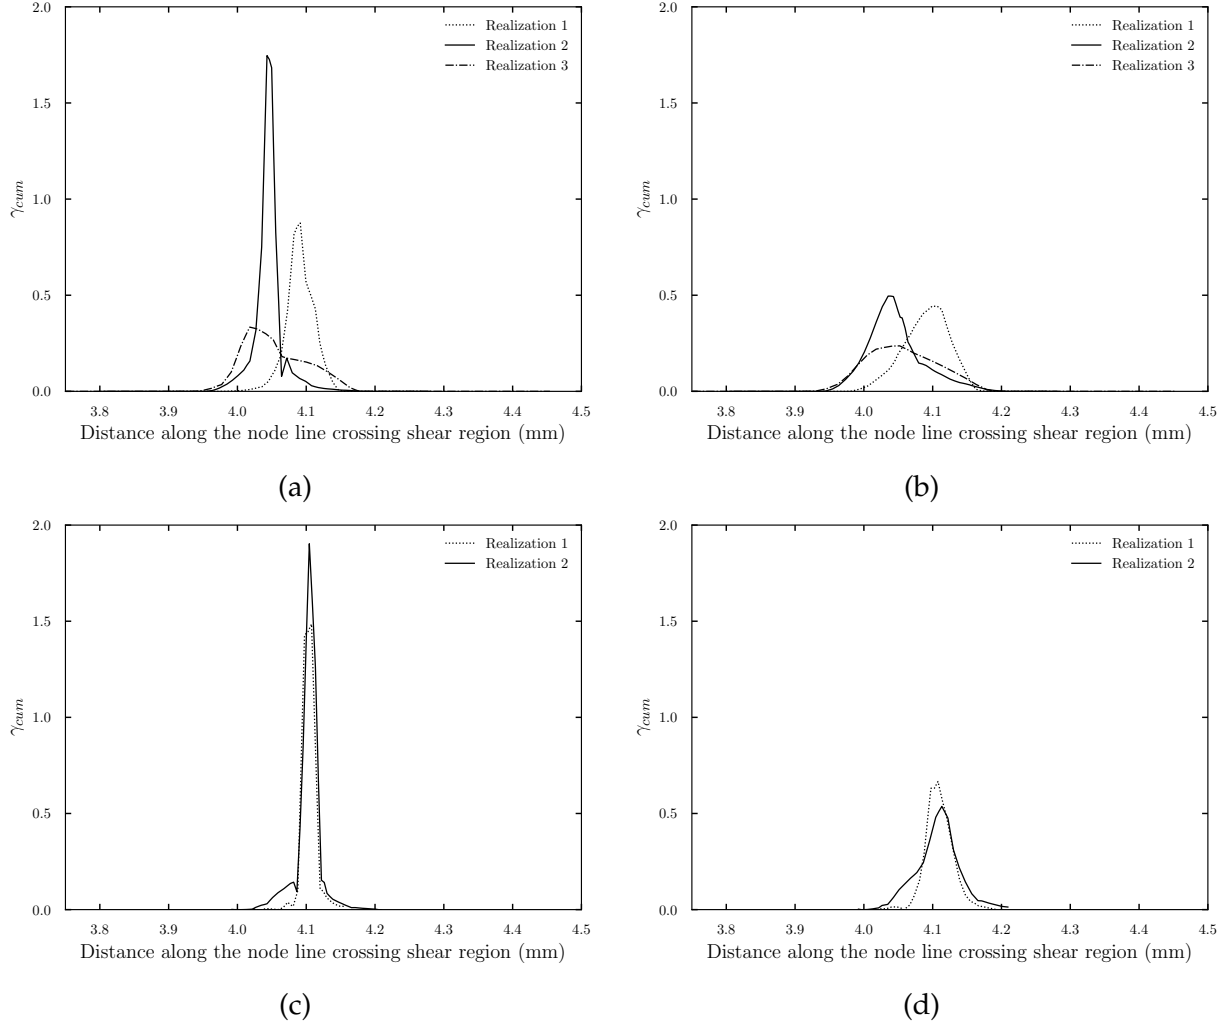 2.0
1.5
1.0
0.5
0.0
γcum
Realization 1
Realization 2
Realization 3
3.8 3.9 4.0 4.1 4.2 4.3 4.4 4.5
Distance along the node line crossing shear region (mm)
(a)
2.0
1.5
1.0
0.5
0.0
γcum
Realization 1
Realization 2
Realization 3
3.8 3.9 4.0 4.1 4.2 4.3 4.4 4.5
Distance along the node line crossing shear region (mm)
(b)
2.0
1.5
1.0
0.5
0.0
γcum
Realization 1
Realization 2
3.8 3.9 4.0 4.1 4.2 4.3 4.4 4.5
Distance along the node line crossing shear region (mm)
(c)
2.0
1.5
1.0
0.5
0.0
γcum
Realization 1
Realization 2
3.8 3.9 4.0 4.1 4.2 4.3 4.4 4.5
Distance along the node line crossing shear region (mm)
(d)